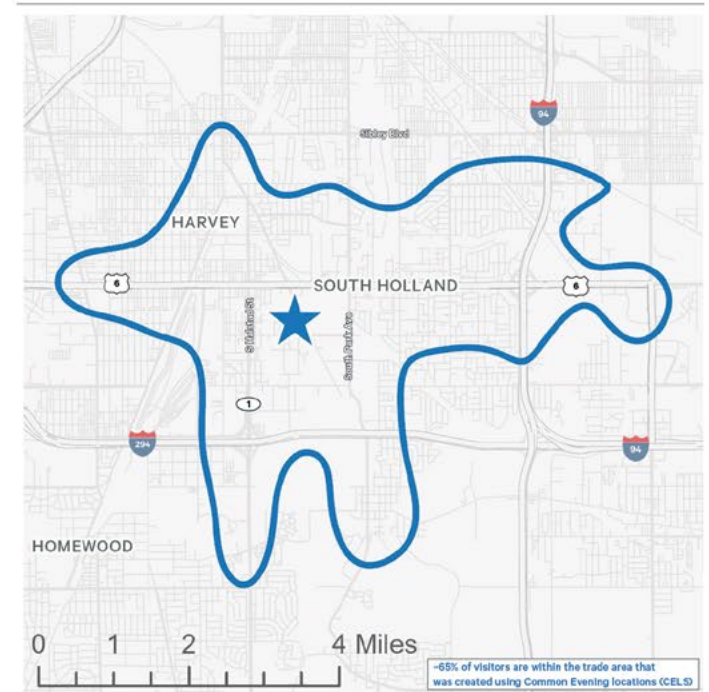 94
Sibley Blvd
HARVEY
6
SOUTH HOLLAND
6
S Halsted St
South Park Ave
1
294
94
HOMEWOOD
0 1 2 4 Miles
~65% of visitors are within the trade area that
was created using Common Evening locations (CELS)